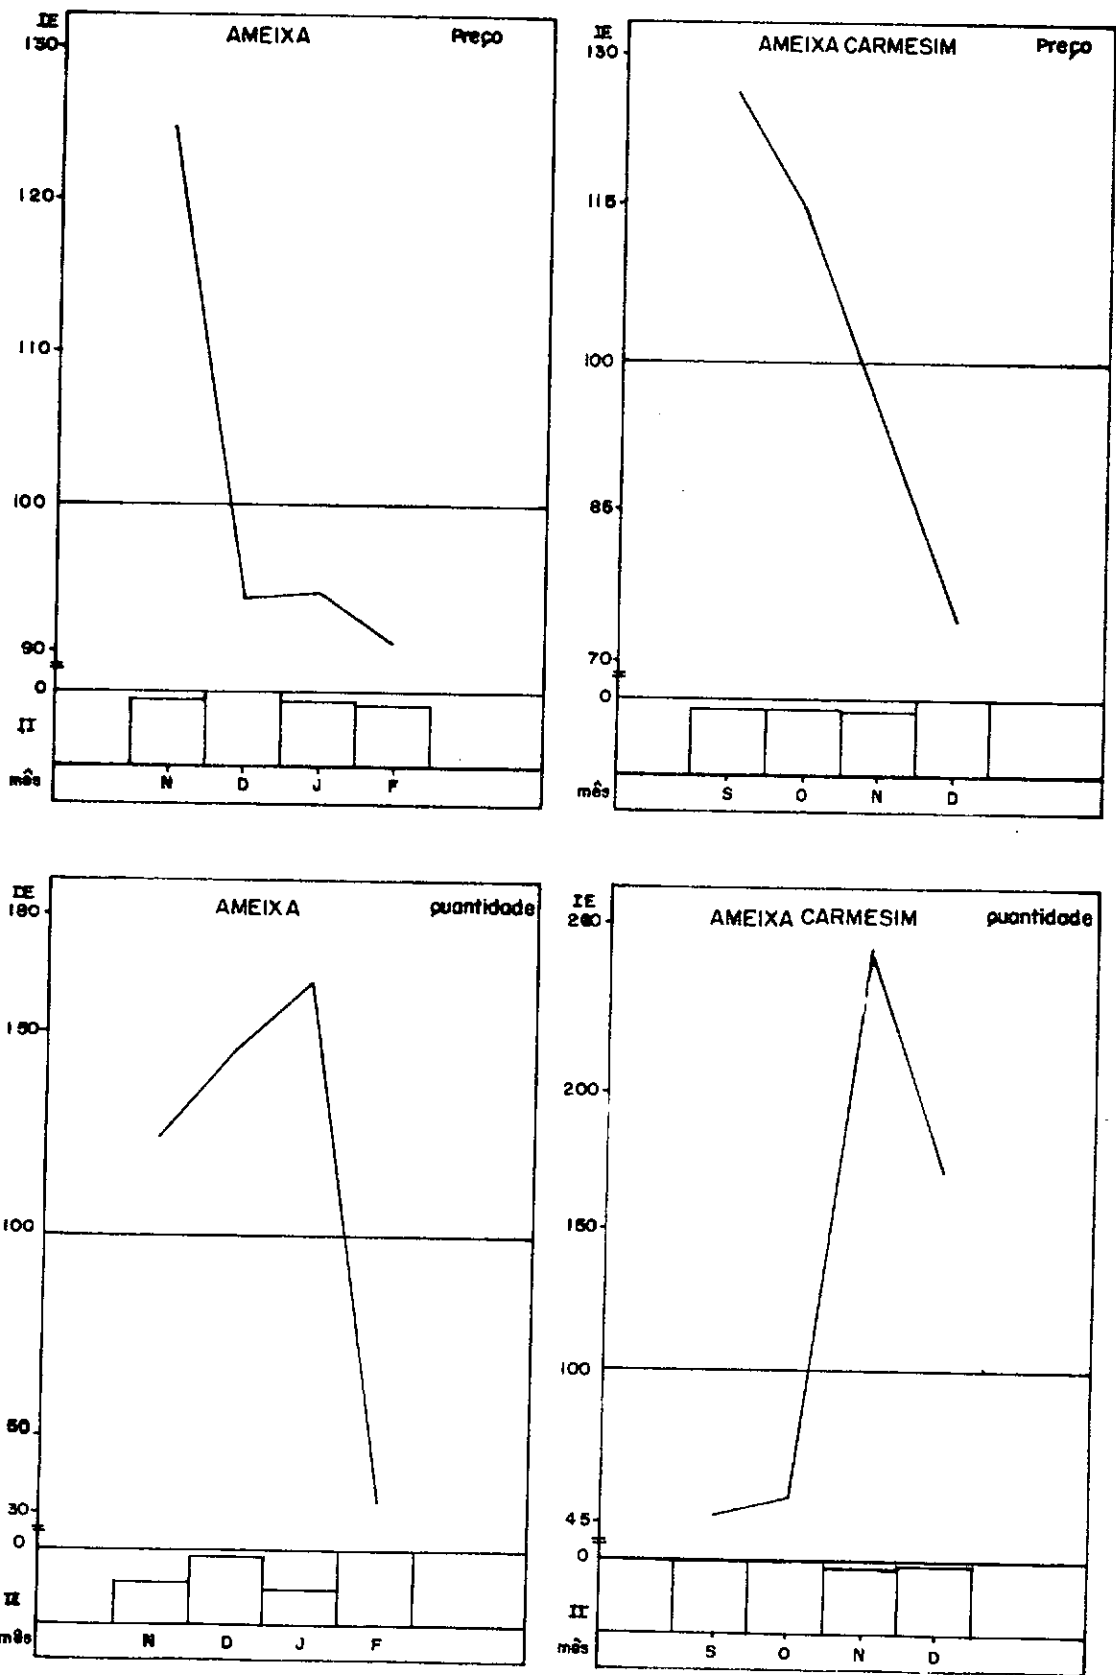 IE
AMEIXA Preço
130
120
110
100
90
0
II
mês N D J F
IE
AMEIXA CARMESIM Preço
130
115
100
85
70
0
mês S O N D
IE
AMEIXA quantidade
180
150
100
50
30
0
II
mês N D J F
IE
AMEIXA CARMESIM quantidade
260
200
150
100
45
0
II
mês S O N D